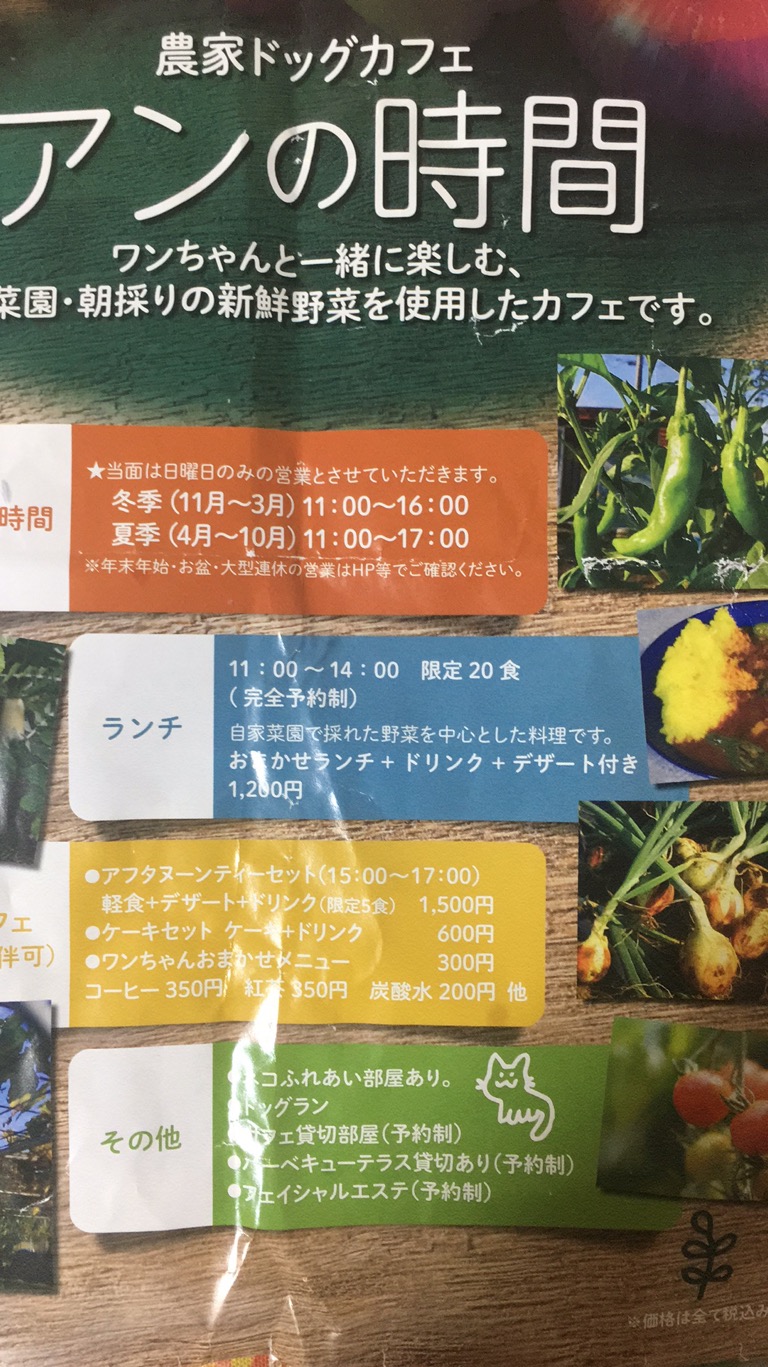 農家ドッグカフェ
アンの時間
ワンちゃんと一緒に楽しむ、
菜園・朝採りの新鮮野菜を使用したカフェです。
時間
★当面は日曜日のみの営業とさせていただきます。
冬季（11月〜3月）11：00〜16：00
夏季（4月〜10月）11：00〜17：00
※年末年始・お盆・大型連休の営業はHP等でご確認ください。
ランチ
11：00〜14：00 限定20食
（完全予約制）
自家菜園で採れた野菜を中心とした料理です。
おまかせランチ＋ドリンク＋デザート付き
1,200円
フェ
伴可）
●アフタヌーンティーセット（15:00〜17:00）
軽食+デザート+ドリンク（限定5食） 1,500円
●ケーキセット ケーキ+ドリンク 600円
●ワンちゃんおまかせメニュー 300円
コーヒー 350円 紅茶 350円 炭酸水 200円 他
その他
●ネコふれあい部屋あり。
●ドッグラン
●カフェ貸切部屋（予約制）
●バーベキューテラス貸切あり（予約制）
●フェイシャルエステ（予約制）
※価格は全て税込み